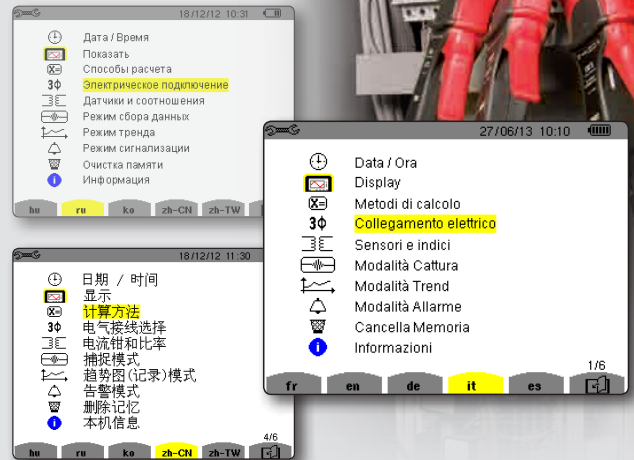 18/12/12 10:31
Дата / Время
Показать
Способы расчета
3Φ Электрическое подключение
Датчики и соотношения
Режим сбора данных
Режим тренда
Режим сигнализации
Очистка памяти
Информация
hu ru ko zh-CN zh-TW
27/06/13 10:10
Data / Ora
Display
Metodi di calcolo
3Φ Collegamento elettrico
Sensori e indici
Modalità Cattura
Modalità Trend
Modalità Allarme
Cancella Memoria
Informazioni
1/6
fr en de it es
18/12/12 11:30
日期 / 时间
显示
计算方法
3Φ 电气接线选择
电流钳和比率
捕捉模式
趋势图(记录)模式
告警模式
删除记忆
本机信息
4/6
hu ru ko zh-CN zh-TW